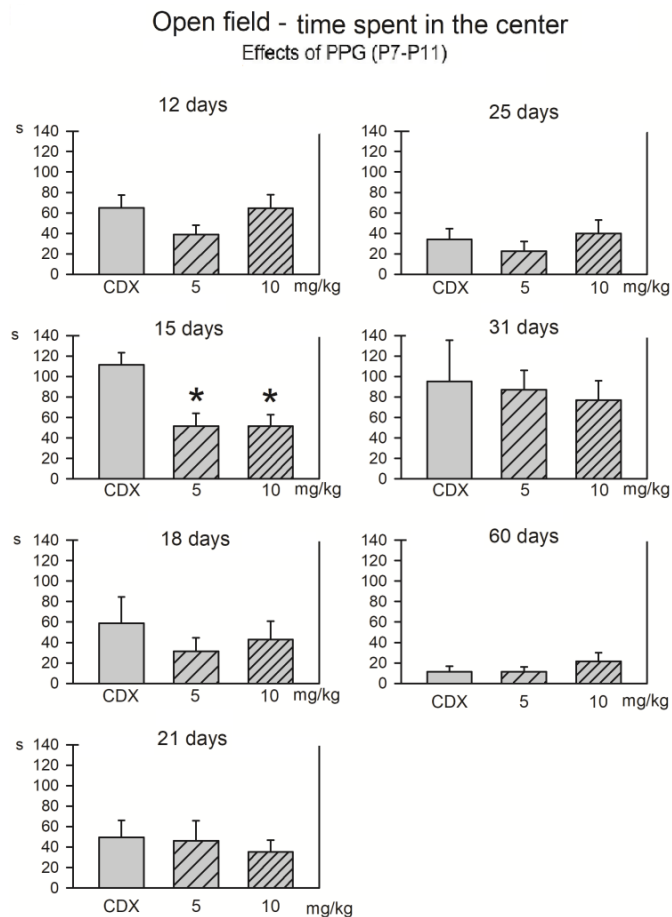 Open field - time spent in the center
Effects of PPG (P7-P11)
12 days
s
140
120
100
80
60
40
20
0
CDX 5 10 mg/kg
25 days
140
120
100
80
60
40
20
0
CDX 5 10 mg/kg
15 days
s
140
120
100
80
60
40
20
0
* *
CDX 5 10 mg/kg
31 days
140
120
100
80
60
40
20
0
CDX 5 10 mg/kg
18 days
s
140
120
100
80
60
40
20
0
CDX 5 10 mg/kg
60 days
140
120
100
80
60
40
20
0
CDX 5 10 mg/kg
21 days
s
140
120
100
80
60
40
20
0
CDX 5 10 mg/kg